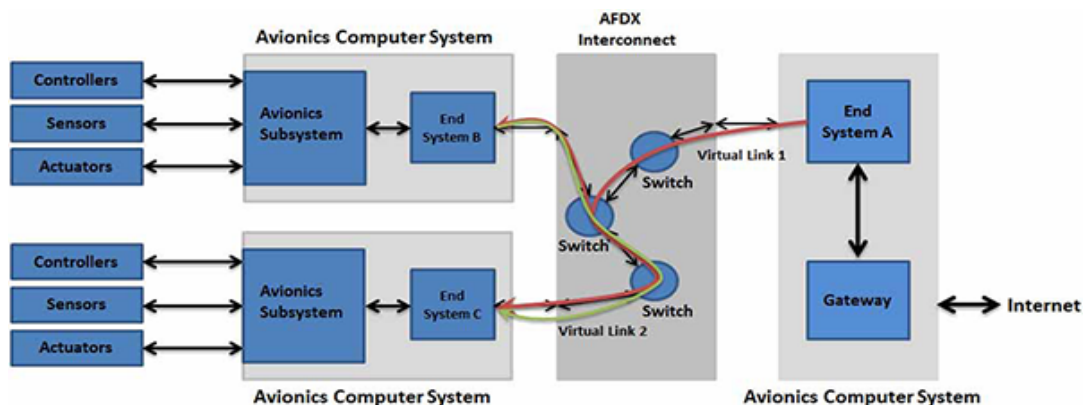 AFDX
Interconnect
Avionics Computer System
Controllers
Sensors
Actuators
Avionics
Subsystem
End
System B
End
System A
Virtual Link 1
Switch
Switch
Controllers
Sensors
Actuators
Avionics
Subsystem
End
System C
Switch
Virtual Link 2
Gateway
Internet
Avionics Computer System
Avionics Computer System